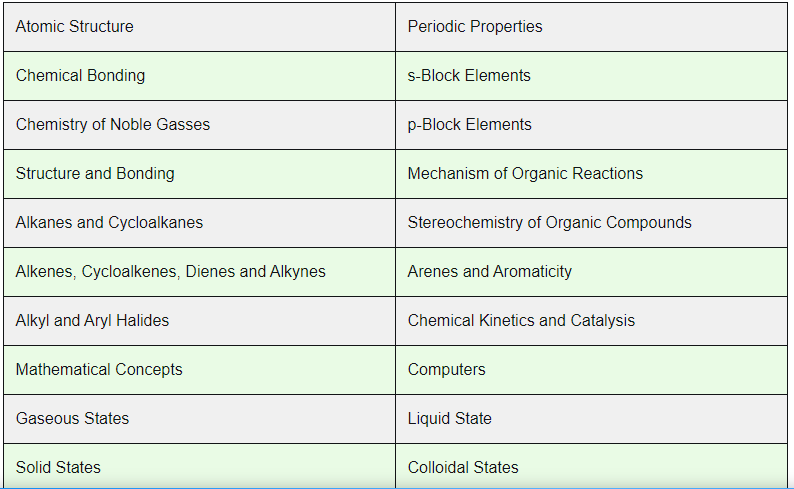 Atomic Structure
Periodic Properties
Chemical Bonding
s-Block Elements
Chemistry of Noble Gasses
p-Block Elements
Structure and Bonding
Mechanism of Organic Reactions
Alkanes and Cycloalkanes
Stereochemistry of Organic Compounds
Alkenes, Cycloalkenes, Dienes and Alkynes
Arenes and Aromaticity
Alkyl and Aryl Halides
Chemical Kinetics and Catalysis
Mathematical Concepts
Computers
Gaseous States
Liquid State
Solid States
Colloidal States